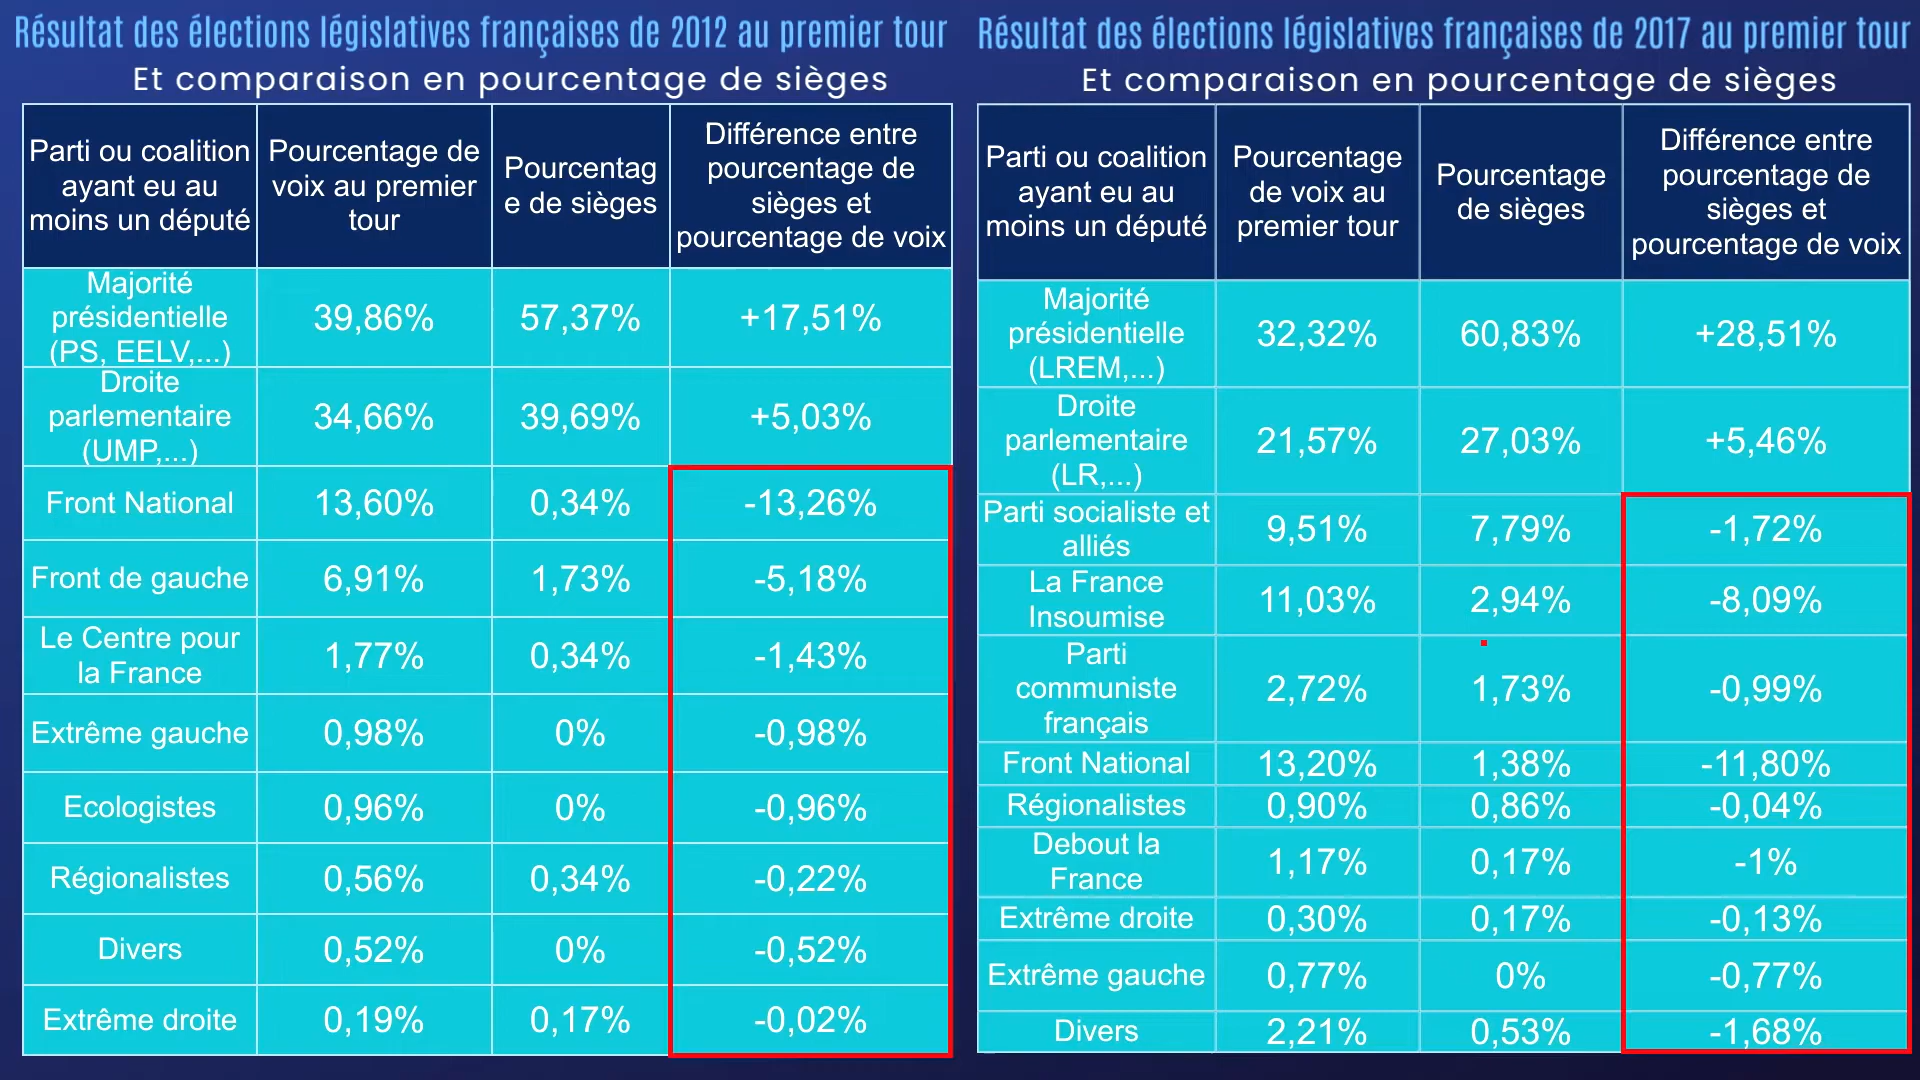 Résultat des élections législatives françaises de 2012 au premier tour
Et comparaison en pourcentage de sièges
Parti ou coalition
ayant eu au
moins un député
Pourcentage de
voix au premier
tour
Pourcentag
e de sièges
Différence entre
pourcentage de
sièges et
pourcentage de voix
Majorité
présidentielle
(PS, EELV,...)
39,86%
57,37%
+17,51%
Droite
parlementaire
(UMP,...)
34,66%
39,69%
+5,03%
Front National
13,60%
0,34%
-13,26%
Front de gauche
6,91%
1,73%
-5,18%
Le Centre pour
la France
1,77%
0,34%
-1,43%
Extrême gauche
0,98%
0%
-0,98%
Ecologistes
0,96%
0%
-0,96%
Régionalistes
0,56%
0,34%
-0,22%
Divers
0,52%
0%
-0,52%
Extrême droite
0,19%
0,17%
-0,02%
Résultat des élections législatives françaises de 2017 au premier tour
Et comparaison en pourcentage de sièges
Parti ou coalition
ayant eu au
moins un député
Pourcentage
de voix au
premier tour
Pourcentage
de sièges
Différence entre
pourcentage de
sièges et
pourcentage de voix
Majorité
présidentielle
(LREM,...)
32,32%
60,83%
+28,51%
Droite
parlementaire
(LR,...)
21,57%
27,03%
+5,46%
Parti socialiste et
alliés
9,51%
7,79%
-1,72%
La France
Insoumise
11,03%
2,94%
-8,09%
Parti
communiste
français
2,72%
1,73%
-0,99%
Front National
13,20%
1,38%
-11,80%
Régionalistes
0,90%
0,86%
-0,04%
Debout la
France
1,17%
0,17%
-1%
Extrême droite
0,30%
0,17%
-0,13%
Extrême gauche
0,77%
0%
-0,77%
Divers
2,21%
0,53%
-1,68%